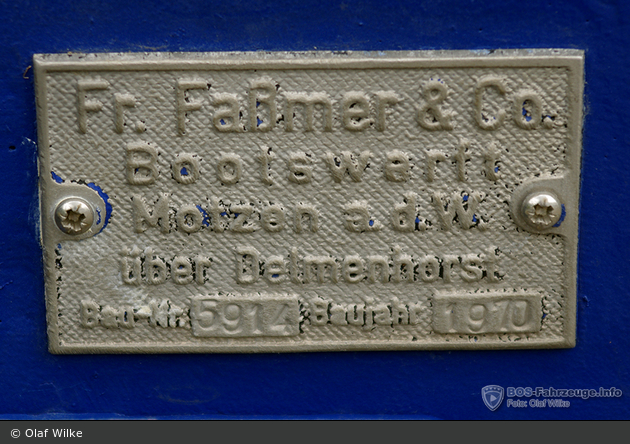 Fr. Faßmer & Co.
Bootswerft
Motzen a.d.W.
über Delmenhorst
Bau-Nr. 5914 Baujahr 1970
BOS-Fahrzeuge.Info
Foto: Olaf Wilke
© Olaf Wilke